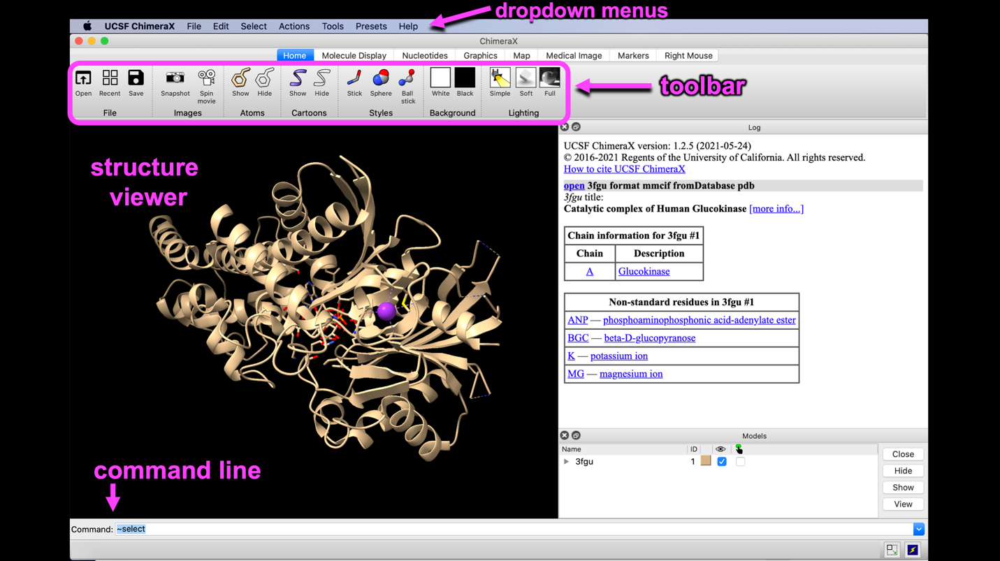 dropdown menus
UCSF ChimeraX File Edit Select Actions Tools Presets Help
ChimeraX
Home Molecule Display Nucleotides Graphics Map Medical Image Markers Right Mouse
Open Recent Save Snapshot Spin movie Show Hide Show Hide Stick Sphere Ball stick White Black Simple Soft Full
File Images Atoms Cartoons Styles Background Lighting
toolbar
Log
structure
viewer
UCSF ChimeraX version: 1.2.5 (2021-05-24)
© 2016-2021 Regents of the University of California. All rights reserved.
How to cite UCSF ChimeraX
open 3fgu format mmcif fromDatabase pdb
3fgu title:
Catalytic complex of Human Glucokinase [more info...]
Chain information for 3fgu #1
Chain Description
A Glucokinase
Non-standard residues in 3fgu #1
ANP — phosphoaminophosphonic acid-adenylate ester
BGC — beta-D-glucopyranose
K — potassium ion
MG — magnesium ion
Models
Name ID
3fgu 1
Close
Hide
Show
View
command line
Command: ~select